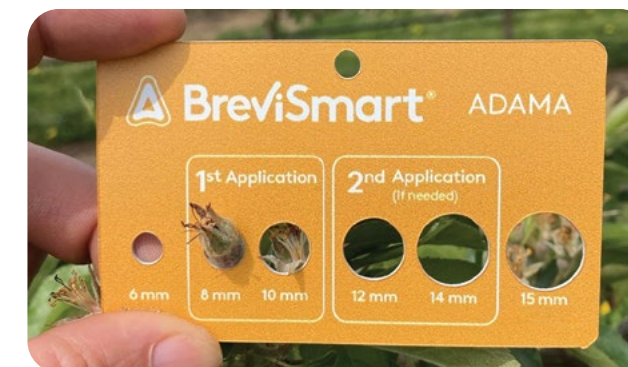 BreviSmart® ADAMA
1st Application
2nd Application
(if needed)
6 mm 8 mm 10 mm 12 mm 14 mm 15 mm